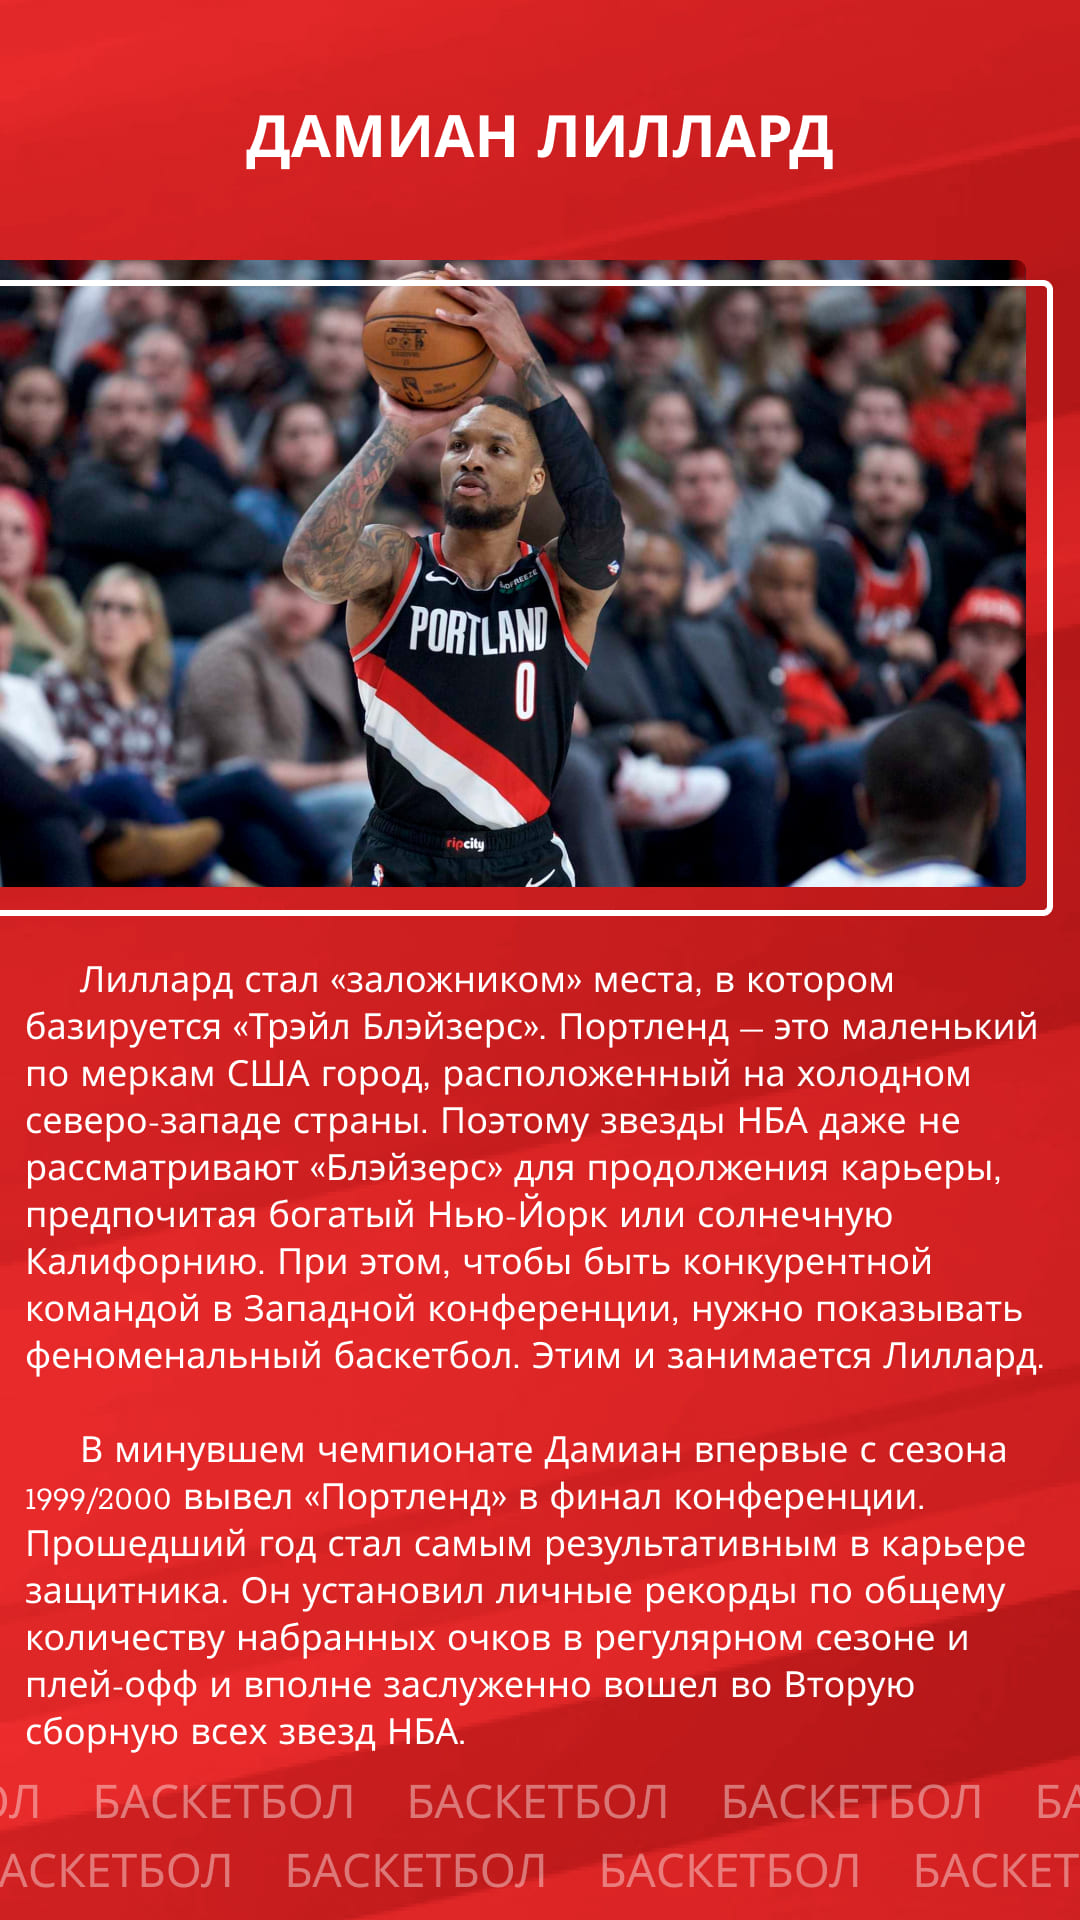 ДАМИАН ЛИЛЛАРД
PORTLAND
0
ripcity
Лиллард стал «заложником» места, в котором
базируется «Трэйл Блэйзерс». Портленд – это маленький
по меркам США город, расположенный на холодном
северо-западе страны. Поэтому звезды НБА даже не
рассматривают «Блэйзерс» для продолжения карьеры,
предпочитая богатый Нью-Йорк или солнечную
Калифорнию. При этом, чтобы быть конкурентной
командой в Западной конференции, нужно показывать
феноменальный баскетбол. Этим и занимается Лиллард.
В минувшем чемпионате Дамиан впервые с сезона
1999/2000 вывел «Портленд» в финал конференции.
Прошедший год стал самым результативным в карьере
защитника. Он установил личные рекорды по общему
количеству набранных очков в регулярном сезоне и
плей-офф и вполне заслуженно вошел во Вторую
сборную всех звезд НБА.
ОЛ БАСКЕТБОЛ БАСКЕТБОЛ БАСКЕТБОЛ БА
АСКЕТБОЛ БАСКЕТБОЛ БАСКЕТБОЛ БАСКЕТ